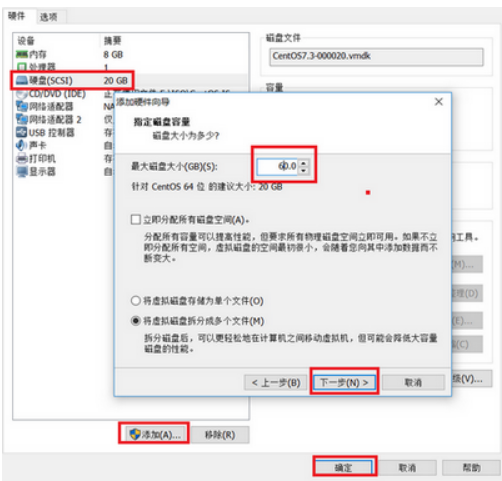 硬件 选项
设备 摘要
内存 8 GB
处理器 1
硬盘(SCSI) 20 GB
CD/DVD (IDE)
网络适配器 NA
网络适配器 2 仅
USB 控制器 存
声卡 自
打印机 存
显示器 自
磁盘文件
CentOS7.3-000020.vmdk
容量
添加硬件向导
指定磁盘容量
磁盘大小为多少?
最大磁盘大小(GB)(S): 60.0
针对 CentOS 64 位 的建议大小: 20 GB
立即分配所有磁盘空间(A)。
分配所有容量可以提高性能，但要求所有物理磁盘空间立即可用。如果不立
即分配所有空间，虚拟磁盘的空间最初很小，会随着您向其中添加数据而不
断变大。
将虚拟磁盘存储为单个文件(O)
将虚拟磁盘拆分成多个文件(M)
拆分磁盘后，可以更轻松地在计算机之间移动虚拟机，但可能会降低大容量
磁盘的性能。
< 上一步(B) 下一步(N) > 取消
工具。
(M)...
(D)
(E)...
(C)
级(V)...
添加(A)... 移除(R)
确定 取消 帮助